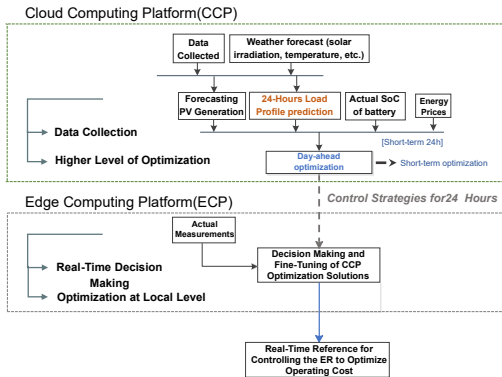 Cloud Computing Platform(CCP)
Data
Collected
Weather forecast (solar
irradiation, temperature, etc.)
Forecasting
PV Generation
24-Hours Load
Profile prediction
Actual SoC
of battery
Energy
Prices
Data Collection
[Short-term 24h]
Higher Level of Optimization
Day-ahead
optimization
Short-term optimization
Control Strategies for24 Hours
Edge Computing Platform(ECP)
Actual
Measurements
Real-Time Decision
Making
Optimization at Local Level
Decision Making and
Fine-Tuning of CCP
Optimization Solutions
Real-Time Reference for
Controlling the ER to Optimize
Operating Cost